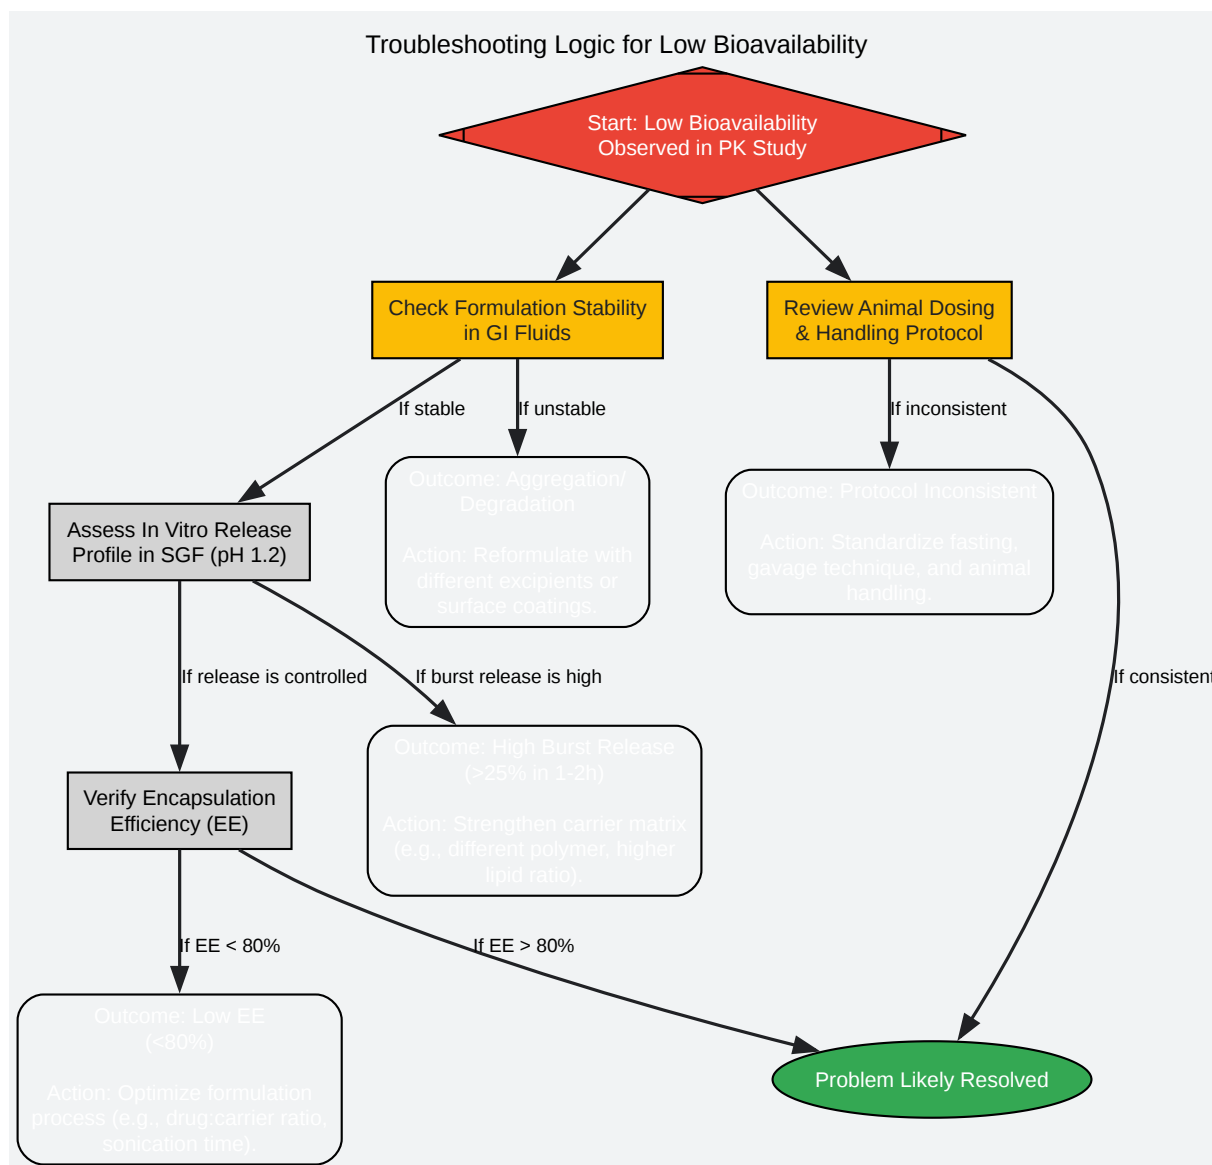 Troubleshooting Logic for Low Bioavailability
Start: Low Bioavailability
Observed in PK Study
Check Formulation Stability
in GI Fluids
Review Animal Dosing
& Handling Protocol
If stable
If unstable
If inconsistent
Outcome: Aggregation/
Degradation
Action: Reformulate with
different excipients or
surface coatings.
Outcome: Protocol Inconsistent
Action: Standardize fasting,
gavage technique, and animal
handling.
Assess In Vitro Release
Profile in SGF (pH 1.2)
If release is controlled
If burst release is high
If consistent
Outcome: High Burst Release
(>25% in 1-2h)
Action: Strengthen carrier matrix
(e.g., different polymer, higher
lipid ratio).
Verify Encapsulation
Efficiency (EE)
If EE < 80%
If EE > 80%
Outcome: Low EE
(<80%)
Action: Optimize formulation
process (e.g., drug:carrier ratio,
sonication time).
Problem Likely Resolved